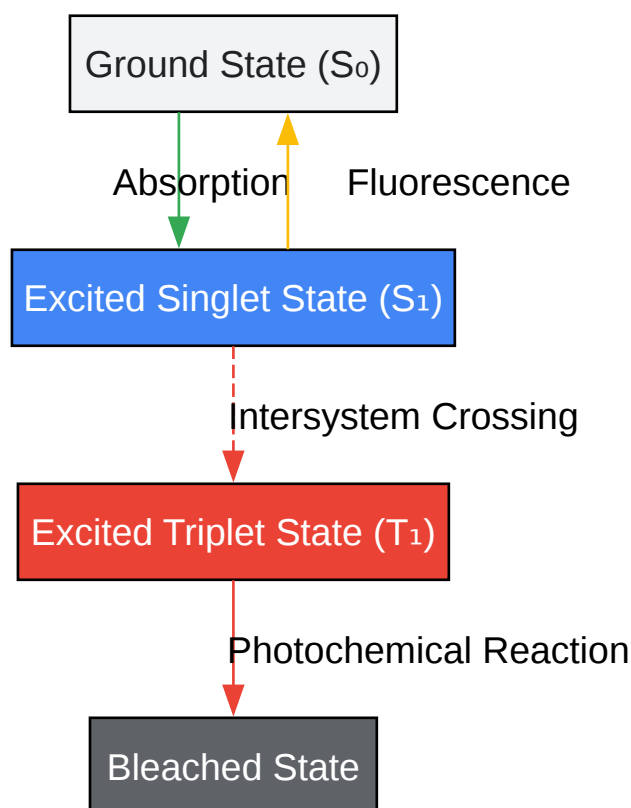 Ground State (S₀)
Absorption
Fluorescence
Excited Singlet State (S₁)
Intersystem Crossing
Excited Triplet State (T₁)
Photochemical Reaction
Bleached State